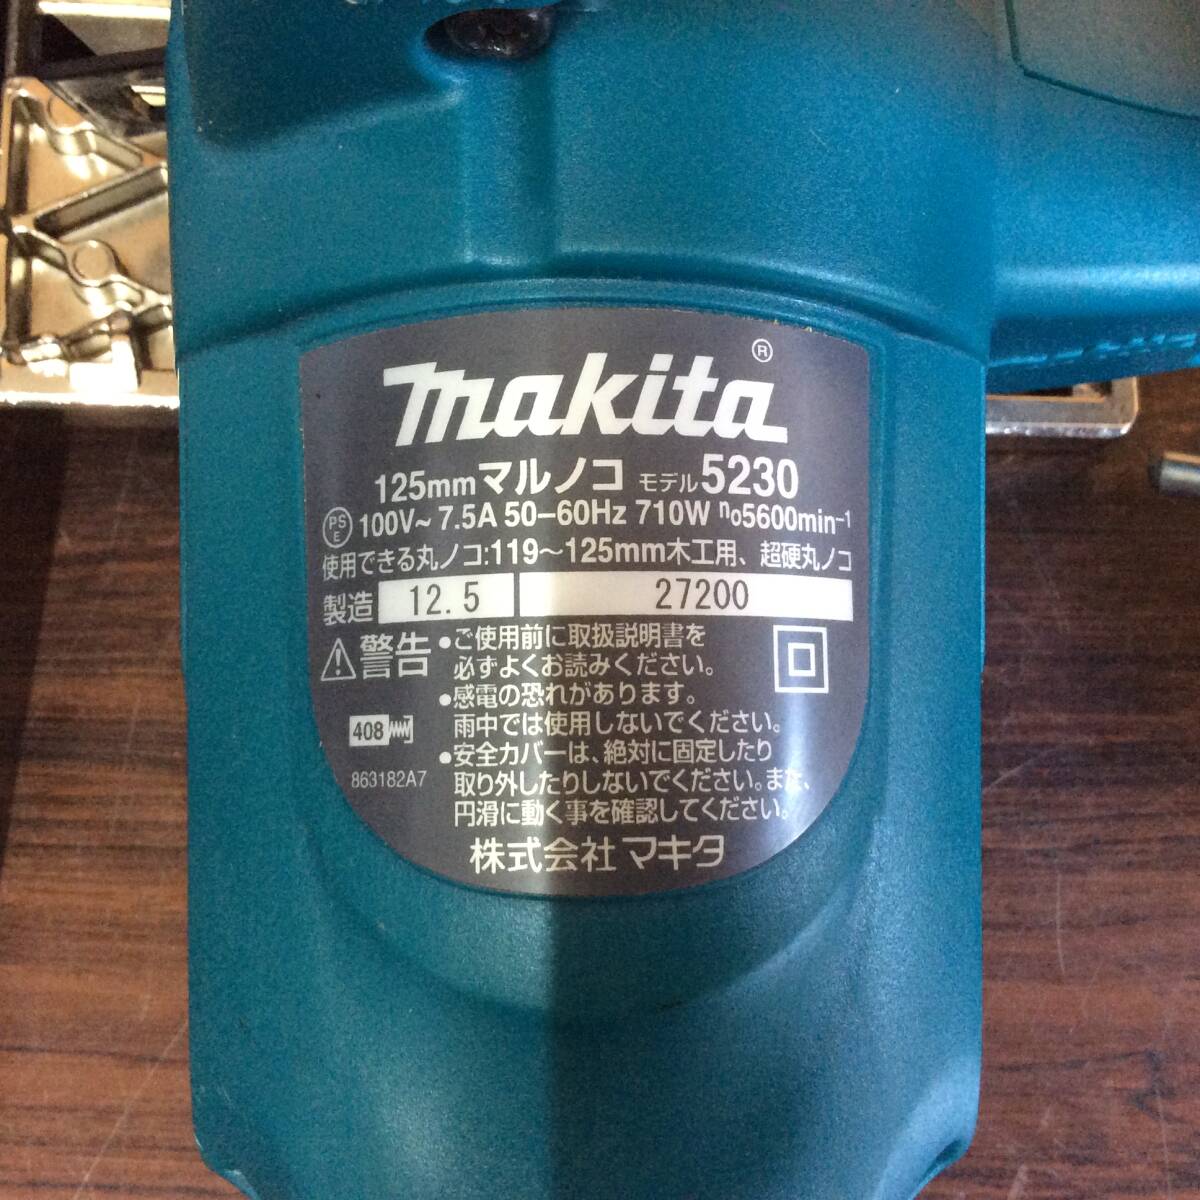 makita®
125mmマルノコ モデル5230
PSE 100V~ 7.5A 50-60Hz 710W n₀5600min⁻¹
使用できる丸ノコ:119〜125mm木工用、超硬丸ノコ
製造 12.5 27200
⚠警告 •ご使用前に取扱説明書を
必ずよくお読みください。
•感電の恐れがあります。
雨中では使用しないでください。
408
•安全カバーは、絶対に固定したり
863182A7 取り外したりしないでください。また、
円滑に動く事を確認してください。
株式会社 マキタ